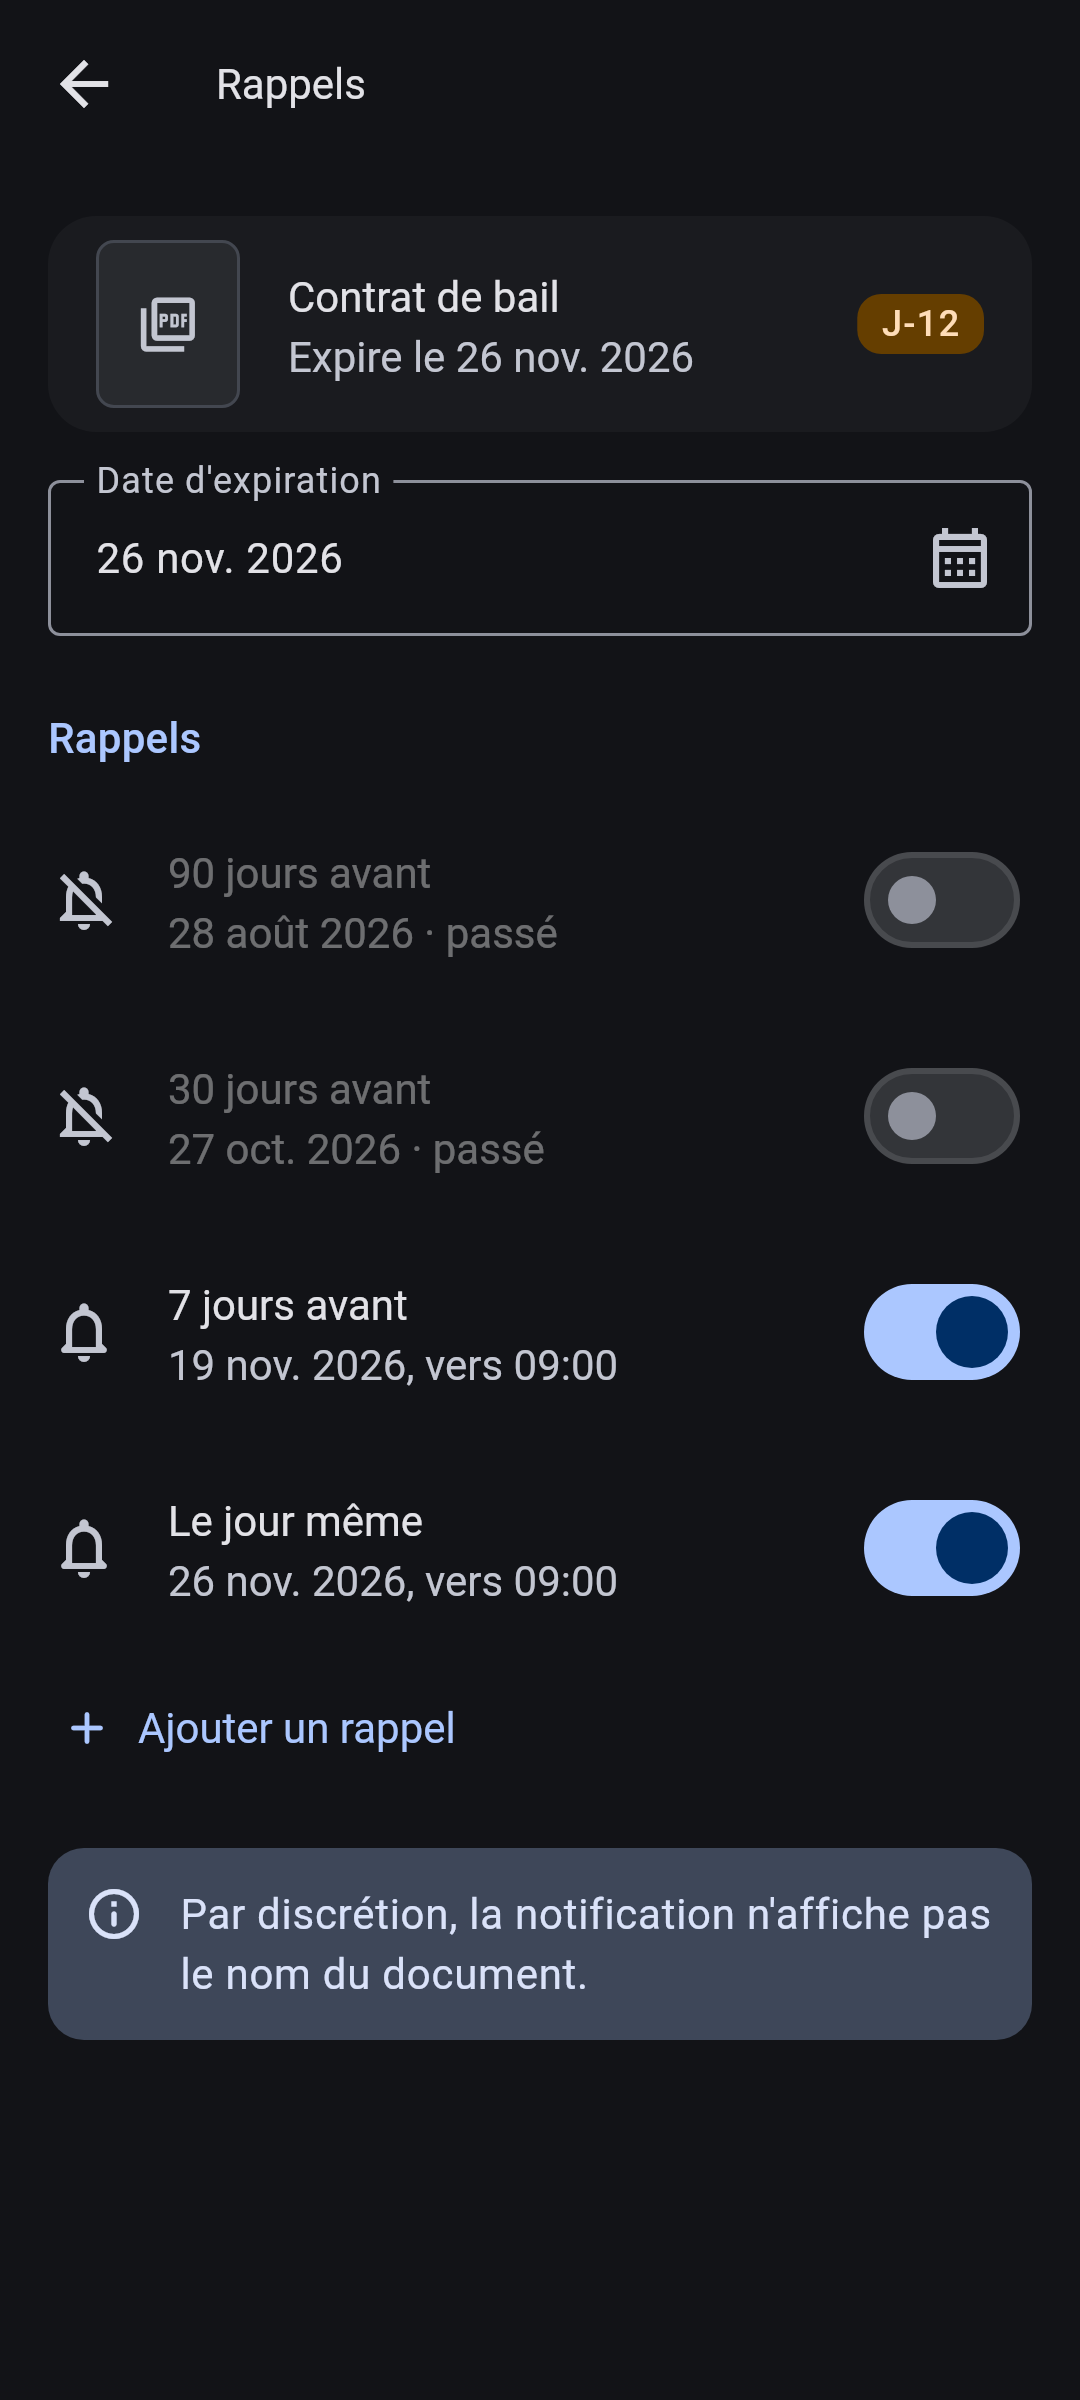 Rappels
PDF
Contrat de bail
Expire le 26 nov. 2026
J-12
Date d'expiration
26 nov. 2026
Rappels
90 jours avant
28 août 2026 · passé
30 jours avant
27 oct. 2026 · passé
7 jours avant
19 nov. 2026, vers 09:00
Le jour même
26 nov. 2026, vers 09:00
Ajouter un rappel
Par discrétion, la notification n'affiche pas
le nom du document.